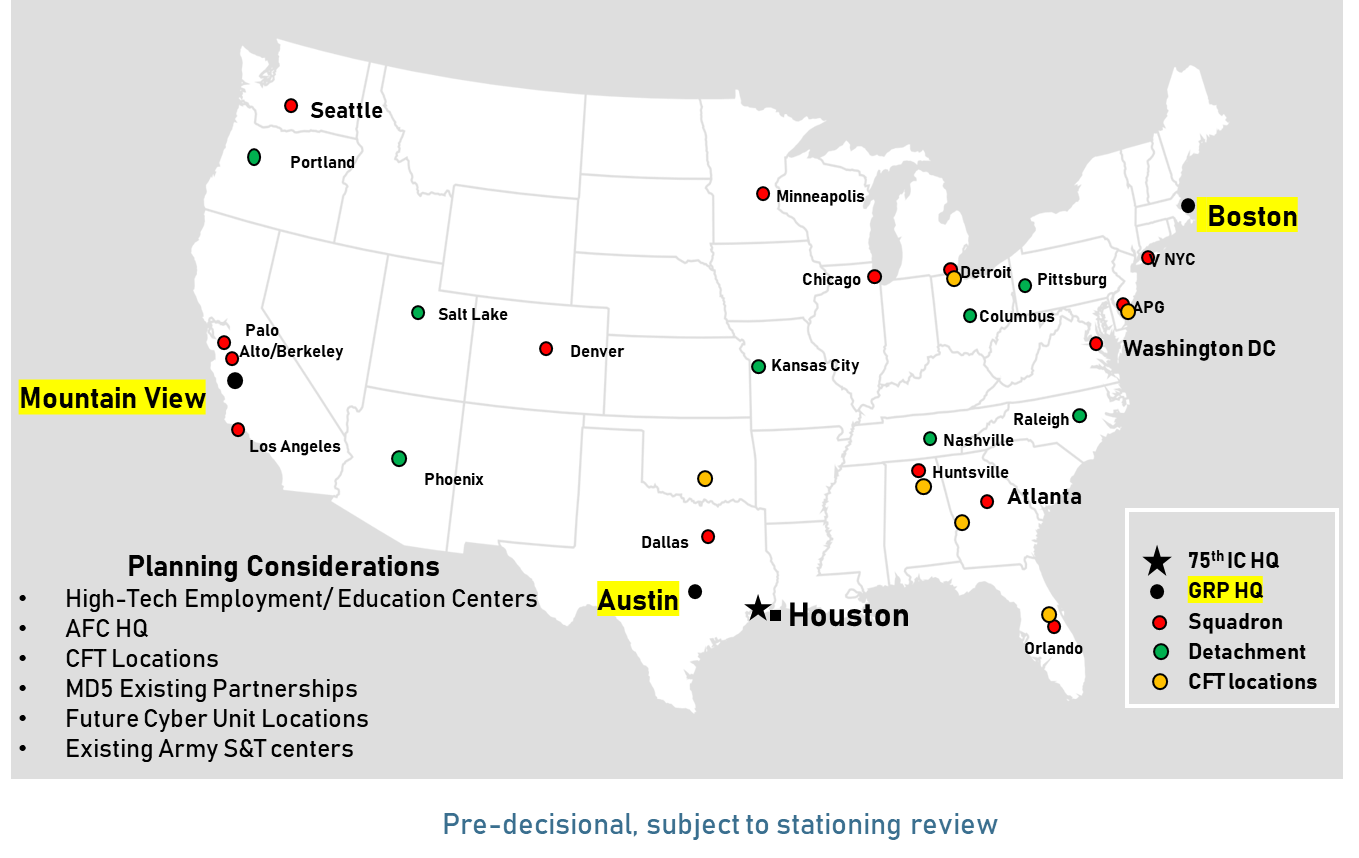 Seattle
Portland
Minneapolis
Boston
V NYC
Chicago
Detroit
Pittsburg
APG
Columbus
Salt Lake
Palo
Alto/Berkeley
Denver
Kansas City
Washington DC
Mountain View
Raleigh
Nashville
Los Angeles
Phoenix
Huntsville
Atlanta
Dallas
Austin
Houston
Orlando
Planning Considerations
• High-Tech Employment/ Education Centers
• AFC HQ
• CFT Locations
• MD5 Existing Partnerships
• Future Cyber Unit Locations
• Existing Army S&T centers
75th IC HQ
GRP HQ
Squadron
Detachment
CFT locations
Pre-decisional, subject to stationing review